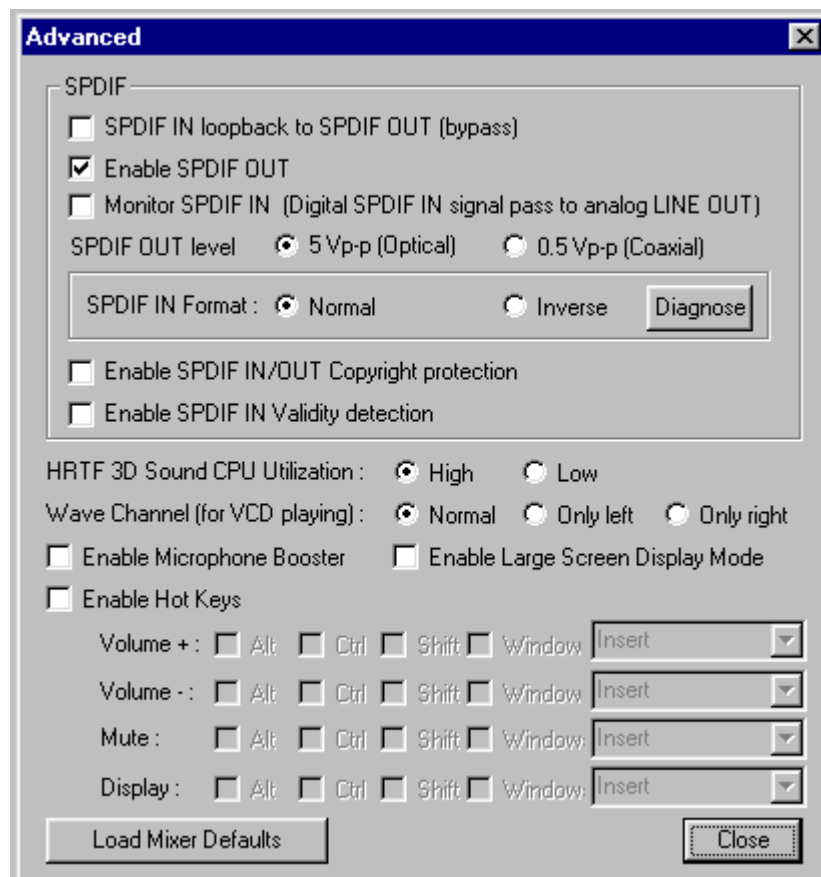 Advanced
SPDIF
SPDIF IN loopback to SPDIF OUT (bypass)
Enable SPDIF OUT
Monitor SPDIF IN (Digital SPDIF IN signal pass to analog LINE OUT)
SPDIF OUT level 5 Vp-p (Optical) 0.5 Vp-p (Coaxial)
SPDIF IN Format : Normal Inverse Diagnose
Enable SPDIF IN/OUT Copyright protection
Enable SPDIF IN Validity detection
HRTF 3D Sound CPU Utilization : High Low
Wave Channel (for VCD playing) : Normal Only left Only right
Enable Microphone Booster Enable Large Screen Display Mode
Enable Hot Keys
Volume + : Alt Ctrl Shift Window Insert
Volume - : Alt Ctrl Shift Window Insert
Mute : Alt Ctrl Shift Window Insert
Display : Alt Ctrl Shift Window Insert
Load Mixer Defaults Close